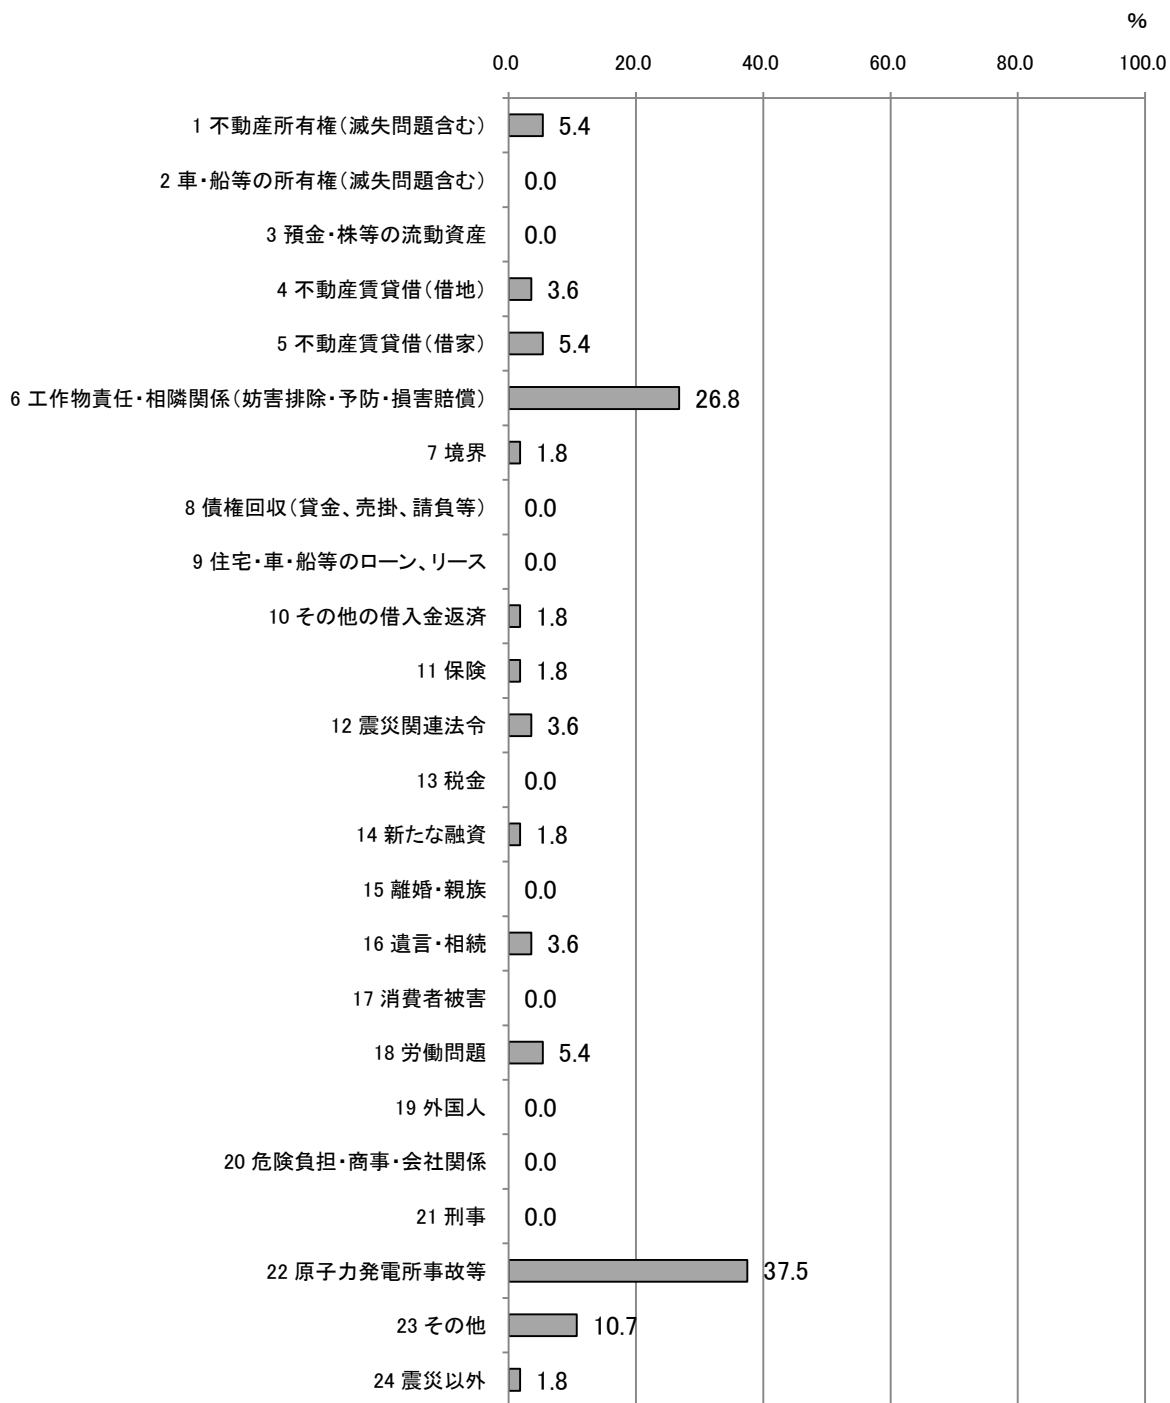 %
0.0 20.0 40.0 60.0 80.0 100.0
1 不動産所有権（滅失問題含む） 5.4
2 車・船等の所有権（滅失問題含む） 0.0
3 預金・株等の流動資産 0.0
4 不動産賃貸借（借地） 3.6
5 不動産賃貸借（借家） 5.4
6 工作物責任・相隣関係（妨害排除・予防・損害賠償） 26.8
7 境界 1.8
8 債権回収（貸金、売掛、請負等） 0.0
9 住宅・車・船等のローン、リース 0.0
10 その他の借入金返済 1.8
11 保険 1.8
12 震災関連法令 3.6
13 税金 0.0
14 新たな融資 1.8
15 離婚・親族 0.0
16 遺言・相続 3.6
17 消費者被害 0.0
18 労働問題 5.4
19 外国人 0.0
20 危険負担・商事・会社関係 0.0
21 刑事 0.0
22 原子力発電所事故等 37.5
23 その他 10.7
24 震災以外 1.8